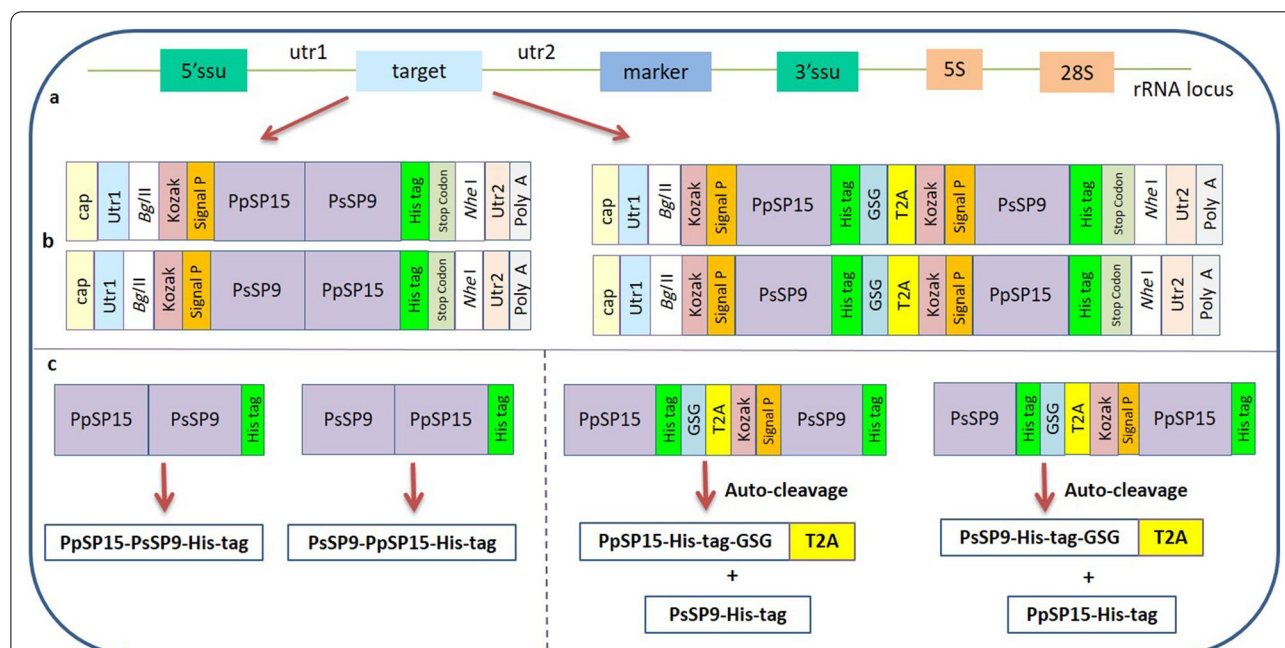 utr1 utr2
5'ssu target marker 3'ssu 5S 28S
rRNA locus
a
cap Utr1 BglII Kozak Signal P PpSP15 PsSP9 His tag Stop Codon Nhe I Utr2 Poly A
cap Utr1 BglII Kozak Signal P PpSP15 His tag GSG T2A Kozak Signal P PsSP9 His tag Stop Codon Nhe I Utr2 Poly A
b
cap Utr1 BglII Kozak Signal P PsSP9 PpSP15 His tag Stop Codon Nhe I Utr2 Poly A
cap Utr1 BglII Kozak Signal P PsSP9 His tag GSG T2A Kozak Signal P PpSP15 His tag Stop Codon Nhe I Utr2 Poly A
c
PpSP15 PsSP9 His tag
PsSP9 PpSP15 His tag
PpSP15 His tag GSG T2A Kozak Signal P PsSP9 His tag
PsSP9 His tag GSG T2A Kozak Signal P PpSP15 His tag
Auto-cleavage
Auto-cleavage
PpSP15-PsSP9-His-tag
PsSP9-PpSP15-His-tag
PpSP15-His-tag-GSG T2A
+
PsSP9-His-tag
PsSP9-His-tag-GSG T2A
+
PpSP15-His-tag